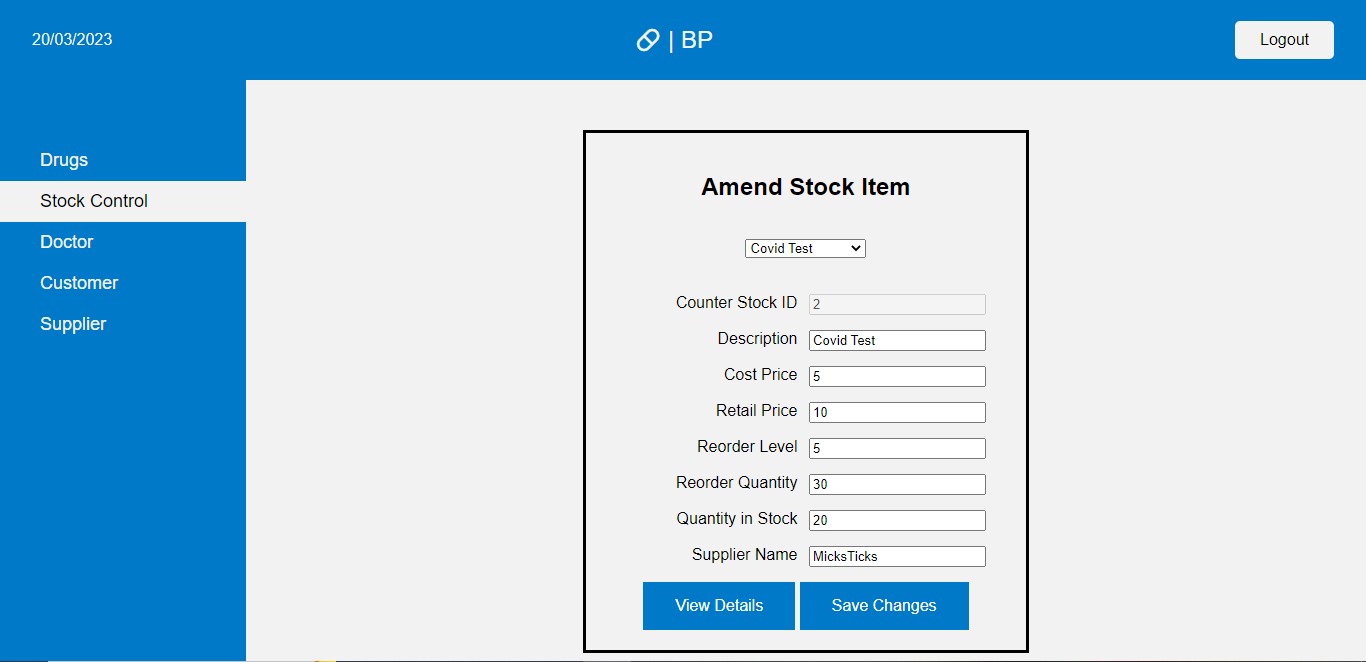 20/03/2023
| BP
Logout
Drugs
Stock Control
Doctor
Customer
Supplier
Amend Stock Item
Covid Test
Counter Stock ID 2
Description Covid Test
Cost Price 5
Retail Price 10
Reorder Level 5
Reorder Quantity 30
Quantity in Stock 20
Supplier Name MicksTicks
View Details Save Changes